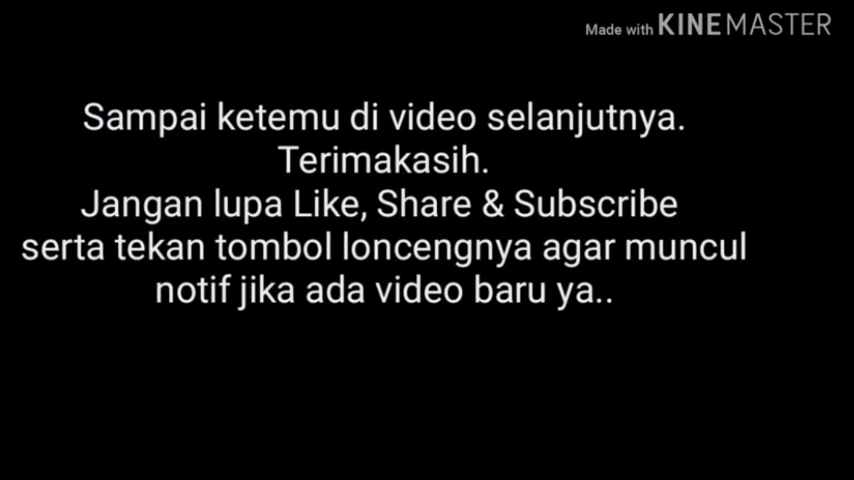 Made with KINEMASTER
Sampai ketemu di video selanjutnya.
Terimakasih.
Jangan lupa Like, Share & Subscribe
serta tekan tombol loncengnya agar muncul
notif jika ada video baru ya..